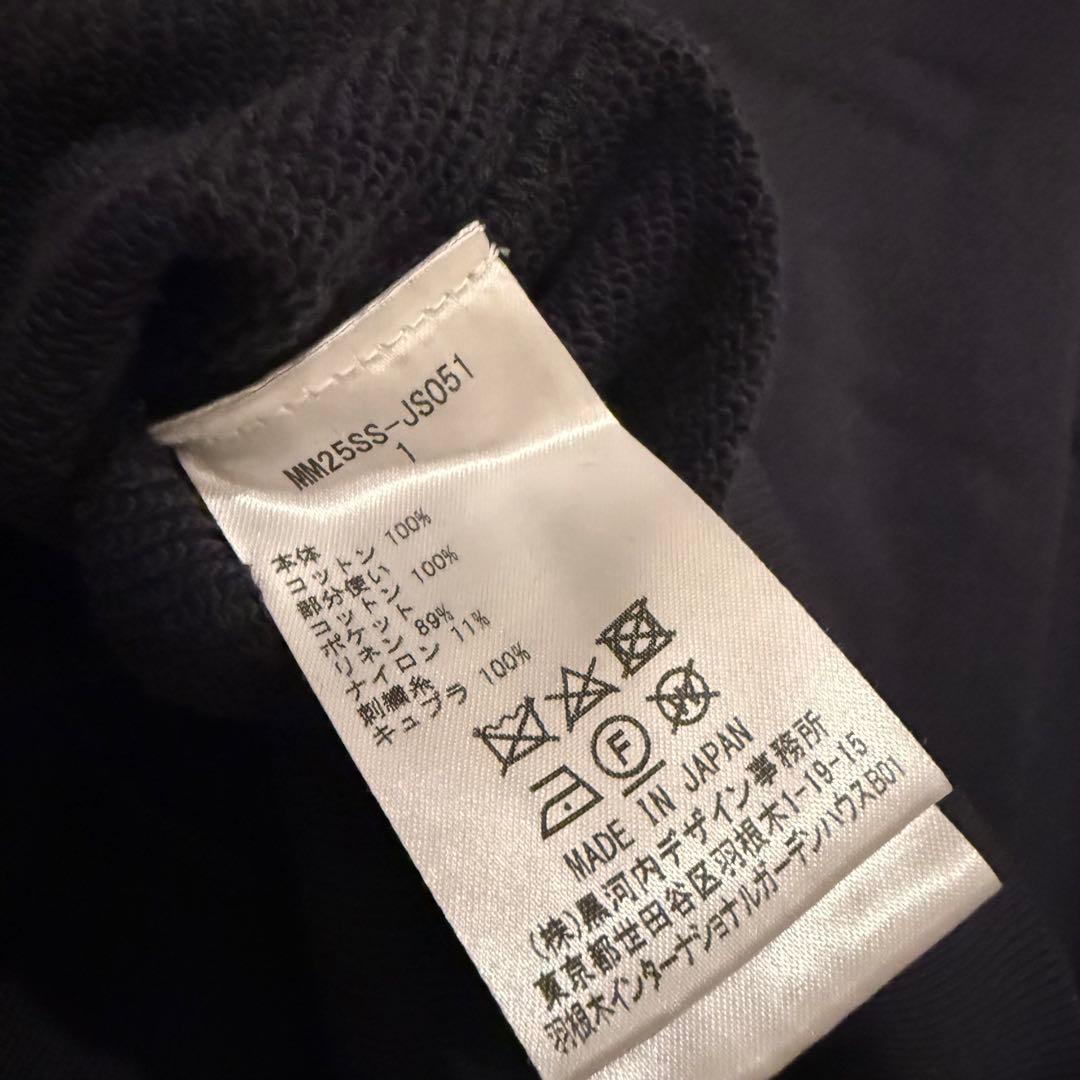 MM25SS-JS051
1
本体
コットン 100%
部分使い
コットン 100%
ポケット
リネン 89%
ナイロン 11%
刺繍糸
キュプラ 100%
F
W
MADE IN JAPAN
(株)黒河内デザイン事務所
東京都世田谷区羽根木1-19-15
羽根木インターナショナルガーデンハウスB01